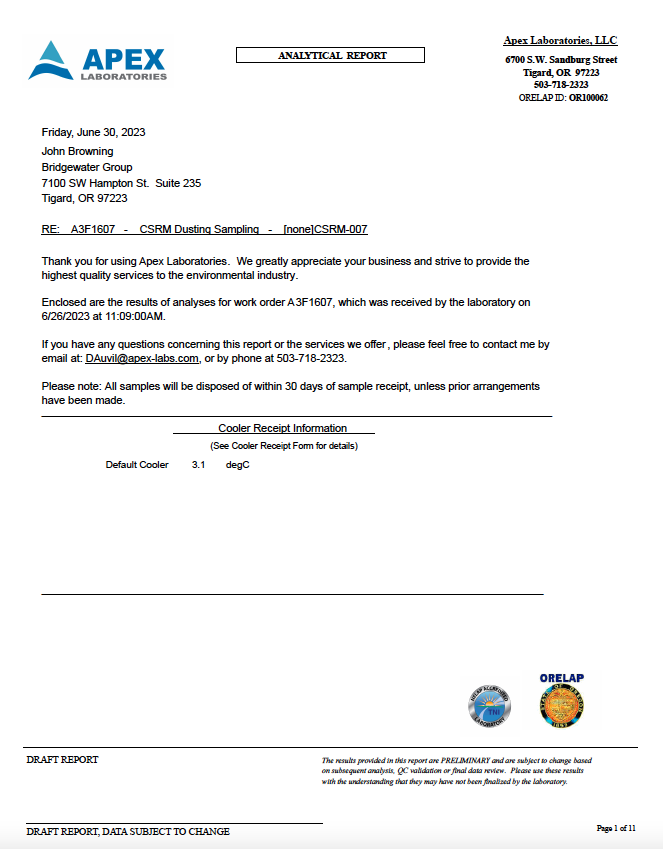 APEX
LABORATORIES
ANALYTICAL REPORT
Apex Laboratories, LLC
6700 S.W. Sandburg Street
Tigard, OR 97223
503-718-2323
ORELAP ID: OR100062
Friday, June 30, 2023
John Browning
Bridgewater Group
7100 SW Hampton St. Suite 235
Tigard, OR 97223
RE: A3F1607 - CSRM Dusting Sampling - [none]CSRM-007
Thank you for using Apex Laboratories. We greatly appreciate your business and strive to provide the
highest quality services to the environmental industry.
Enclosed are the results of analyses for work order A3F1607, which was received by the laboratory on
6/26/2023 at 11:09:00AM.
If you have any questions concerning this report or the services we offer, please feel free to contact me by
email at: DAuvil@apex-labs.com, or by phone at 503-718-2323.
Please note: All samples will be disposed of within 30 days of sample receipt, unless prior arrangements
have been made.
Cooler Receipt Information
(See Cooler Receipt Form for details)
Default Cooler 3.1 degC
NELAP ACCREDITED
TNI
LABORATORY
ORELAP
STATE OF OREGON
1859
DRAFT REPORT
The results provided in this report are PRELIMINARY and are subject to change based
on subsequent analysis, QC validation or final data review. Please use these results
with the understanding that they may have not been finalized by the laboratory.
DRAFT REPORT, DATA SUBJECT TO CHANGE
Page 1 of 11